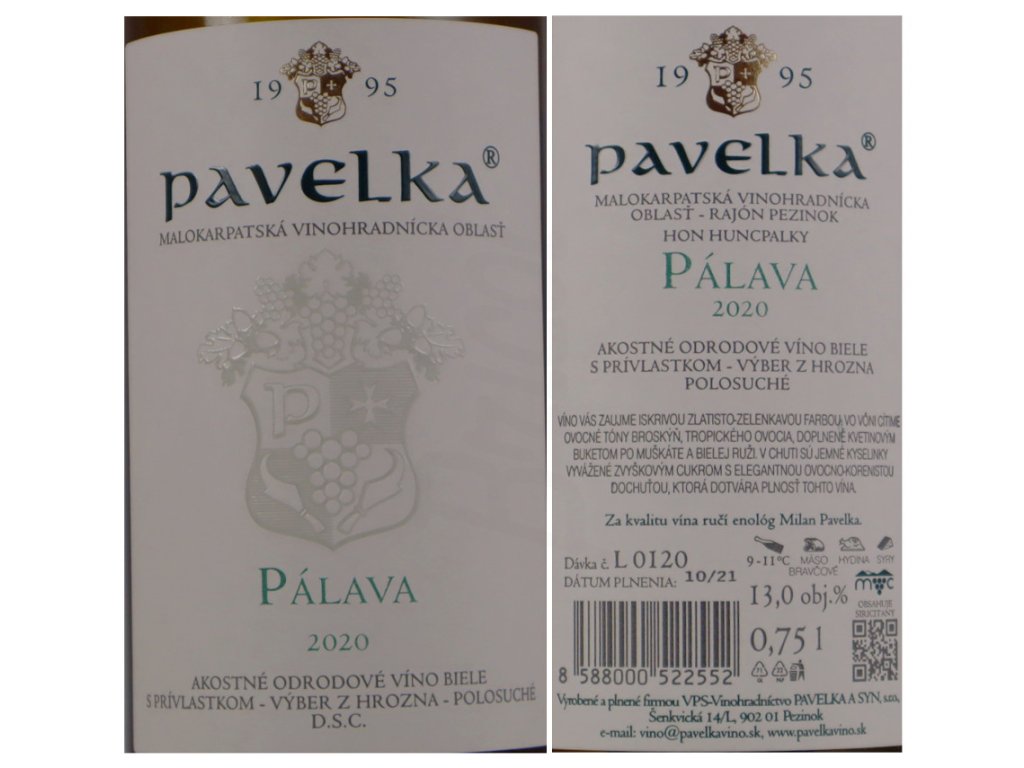 19 95
P
PAVELKA®
MALOKARPATSKÁ VINOHRADNÍCKA OBLASŤ
P
PÁLAVA
2020
AKOSTNÉ ODRODOVÉ VÍNO BIELE
S PRÍVLASTKOM - VÝBER Z HROZNA - POLOSUCHÉ
D.S.C.
19 95
P
PAVELKA®
MALOKARPATSKÁ VINOHRADNÍCKA
OBLASŤ - RAJÓN PEZINOK
HON HUNCPALKY
PÁLAVA
2020
AKOSTNÉ ODRODOVÉ VÍNO BIELE
S PRÍVLASTKOM - VÝBER Z HROZNA
POLOSUCHÉ
VÍNO VÁS ZAUJME ISKRIVOU ZLATISTO-ZELENKAVOU FARBOU, VO VÔNI CÍTIME
OVOCNÉ TÓNY BROSKÝŇ, TROPICKÉHO OVOCIA, DOPLNENÉ KVETINOVÝM
BUKETOM PO MUŠKÁTE A BIELEJ RUŽI. V CHUTI SÚ JEMNÉ KYSELINKY
VYVÁŽENÉ ZVYŠKOVÝM CUKROM S ELEGANTNOU OVOCNO-KORENISTOU
DOCHUŤOU, KTORÁ DOTVÁRA PLNOSŤ TOHTO VÍNA.
Za kvalitu vína ručí enológ Milan Pavelka.
Dávka č. L 0120
DÁTUM PLNENIA: 10/21
9-11°C MÄSO BRAVČOVÉ HYDINA SYRY
13,0 obj.%
OBSAHUJE
SIRIČITANY
0,75 l
8 588000 522552
Vyrobené a plnené firmou VPS-Vinohradníctvo PAVELKA A SYN, s.r.o.,
Šenkvická 14/L, 902 01 Pezinok
e-mail: vino@pavelkavino.sk, www.pavelkavino.sk